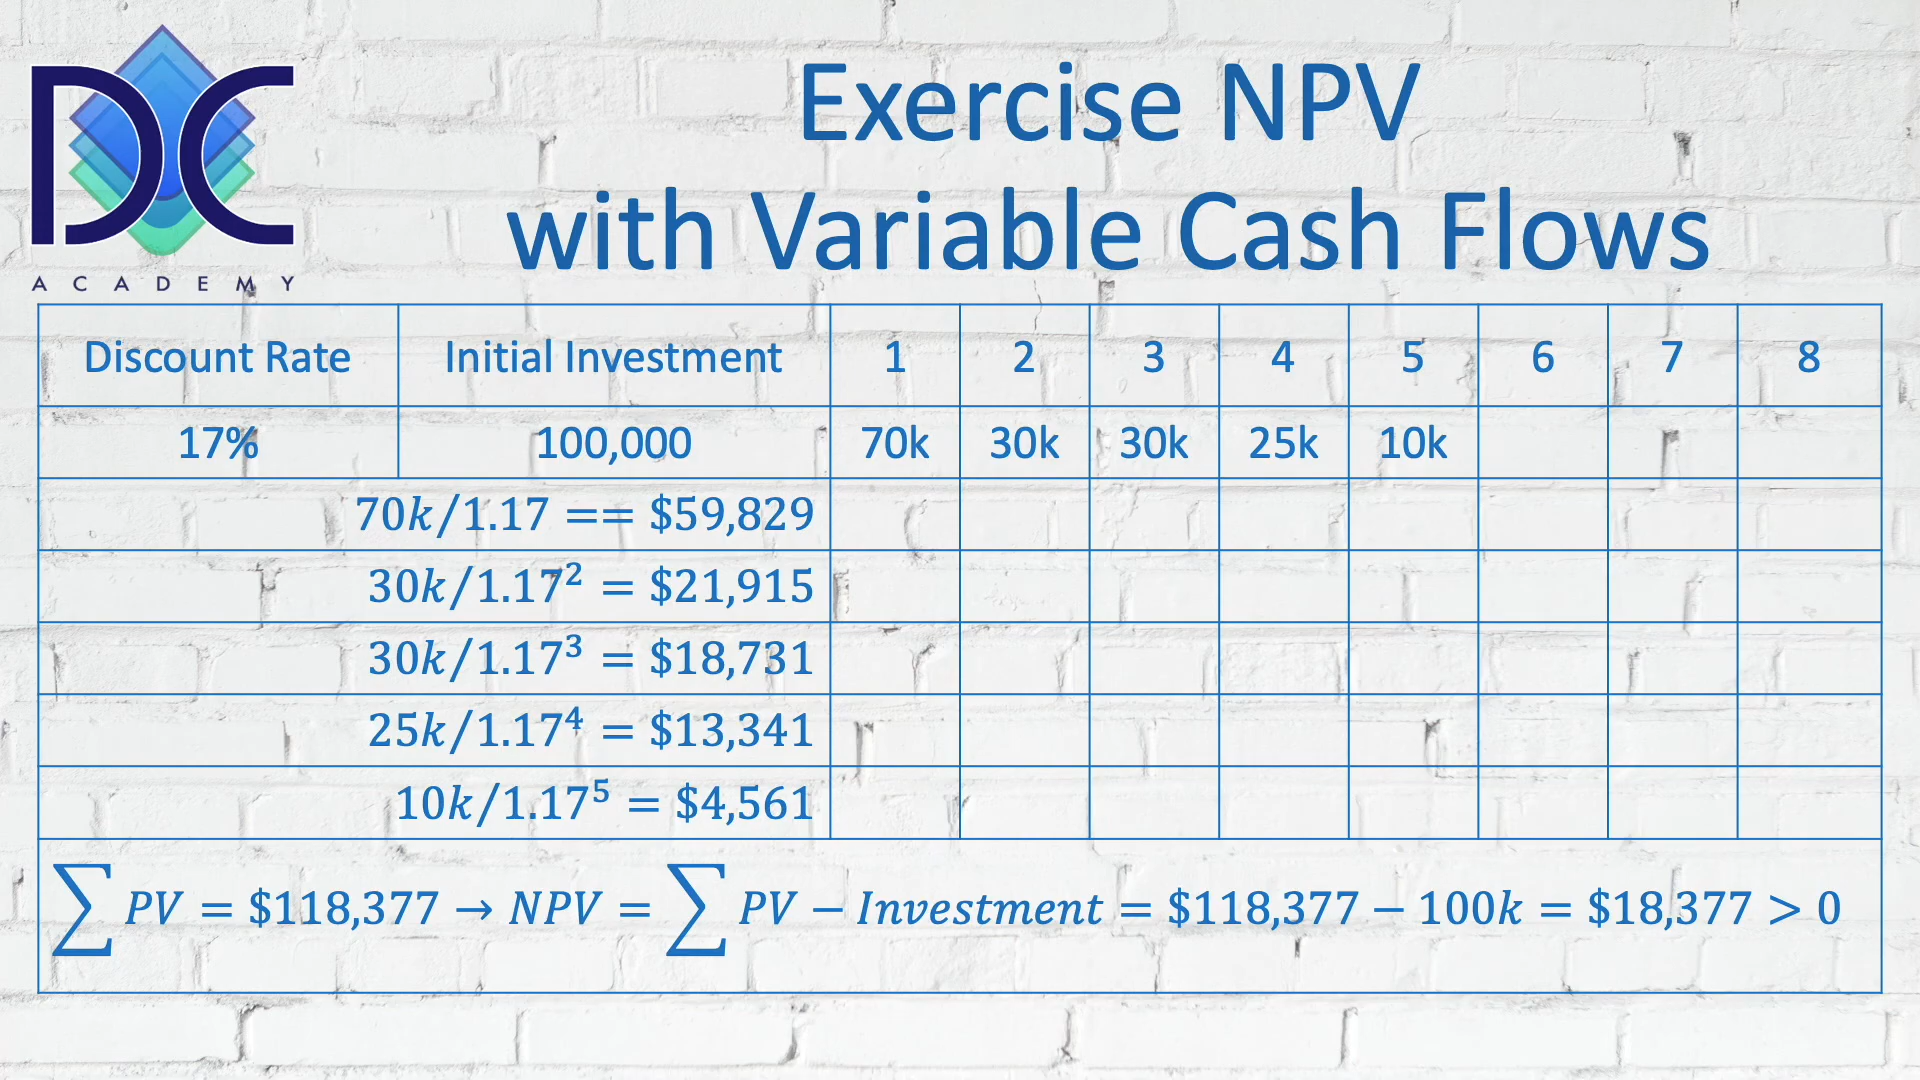 DC
ACADEMY
Exercise NPV
with Variable Cash Flows
Discount Rate Initial Investment 1 2 3 4 5 6 7 8
17% 100,000 70k 30k 30k 25k 10k
70k/1.17 == $59,829
30k/1.17² = $21,915
30k/1.17³ = $18,731
25k/1.17⁴ = $13,341
10k/1.17⁵ = $4,561
∑ PV = $118,377 → NPV = ∑ PV − Investment = $118,377 − 100k = $18,377 > 0